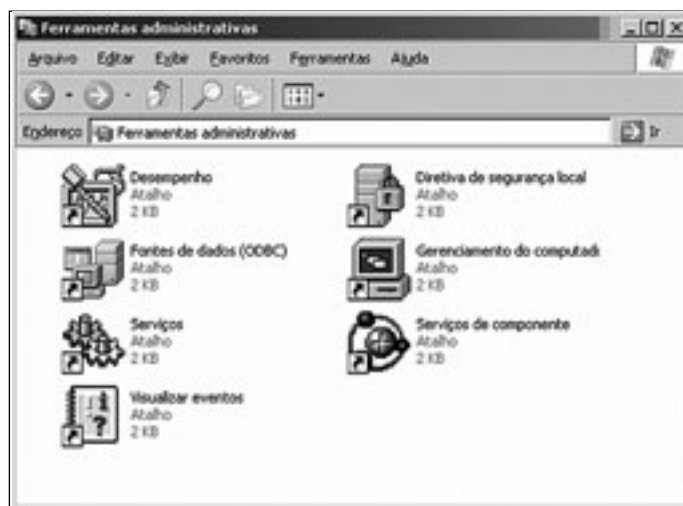 Ferramentas administrativas
Arquivo Editar Exibir Favoritos Ferramentas Ajuda
Endereço Ferramentas administrativas Ir
Desempenho
Atalho
2 KB
Diretiva de segurança local
Atalho
2 KB
Fontes de dados (ODBC)
Atalho
2 KB
Gerenciamento do computad
Atalho
2 KB
Serviços
Atalho
2 KB
Serviços de componente
Atalho
2 KB
Visualizar eventos
Atalho
2 KB